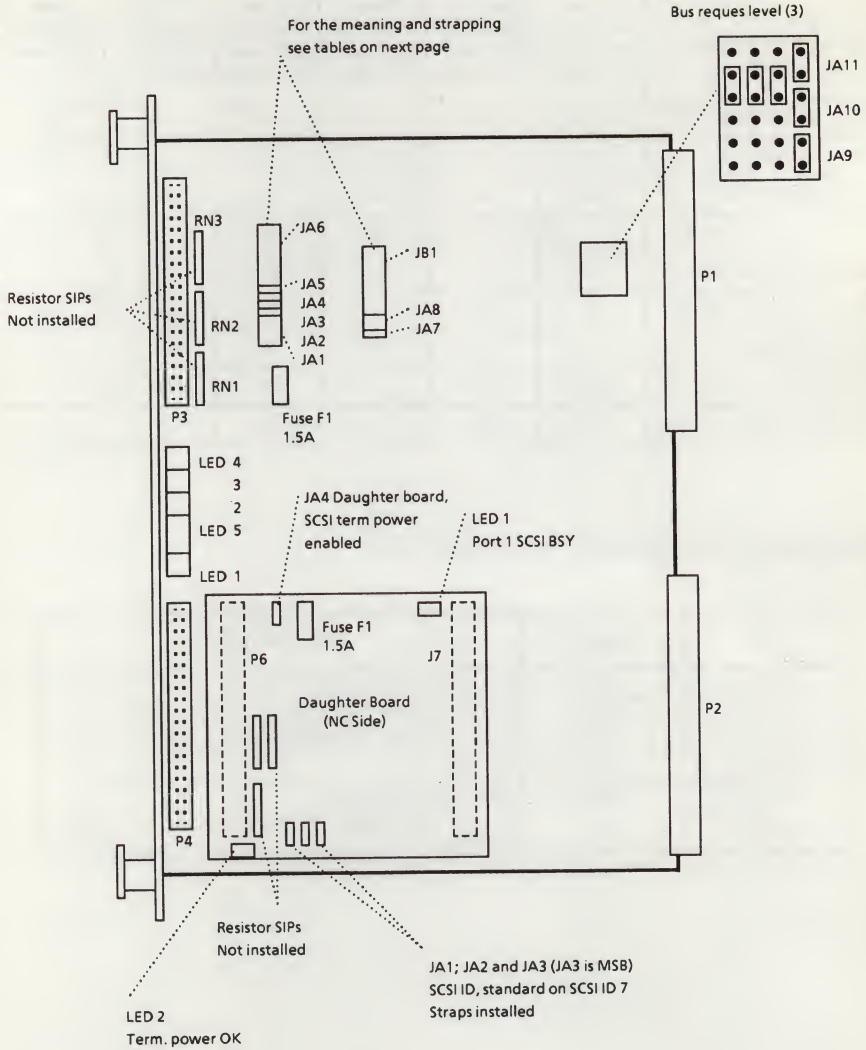 Bus reques level (3)
For the meaning and strapping
see tables on next page
JA11
JA10
JA9
RN3
JA6
JB1
P1
JA5
JA4
JA3
JA2
JA1
JA8
JA7
Resistor SIPs
Not installed
RN2
RN1
P3
Fuse F1
1.5A
LED 4
3
2
LED 5
LED 1
JA4 Daughter board,
SCSI term power
enabled
LED 1
Port 1 SCSI BSY
Fuse F1
1.5A
P6
J7
Daughter Board
(NC Side)
P2
P4
Resistor SIPs
Not installed
JA1; JA2 and JA3 (JA3 is MSB)
SCSI ID, standard on SCSI ID 7
Straps installed
LED 2
Term. power OK